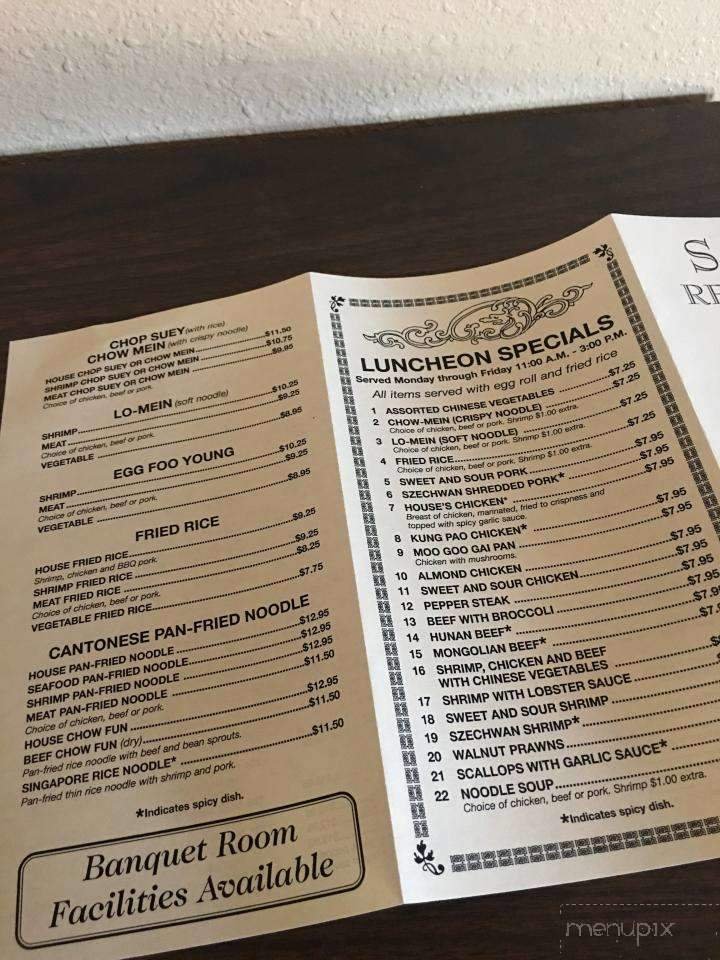 CHOP SUEY (with rice)
CHOW MEIN (with crispy noodle)
HOUSE CHOP SUEY OR CHOW MEIN $11.50
SHRIMP CHOP SUEY OR CHOW MEIN $10.75
MEAT CHOP SUEY OR CHOW MEIN $9.95
Choice of chicken, beef or pork.
LO-MEIN (soft noodle)
SHRIMP $10.25
MEAT $9.25
Choice of chicken, beef or pork.
VEGETABLE $8.95
EGG FOO YOUNG
SHRIMP $10.25
MEAT $9.25
Choice of chicken, beef or pork.
VEGETABLE $8.95
FRIED RICE
HOUSE FRIED RICE $9.25
Shrimp, chicken and BBQ pork.
SHRIMP FRIED RICE $9.25
MEAT FRIED RICE $8.25
Choice of chicken, beef or pork.
VEGETABLE FRIED RICE $7.75
CANTONESE PAN-FRIED NOODLE
HOUSE PAN-FRIED NOODLE $12.95
SEAFOOD PAN-FRIED NOODLE $12.95
SHRIMP PAN-FRIED NOODLE $12.95
MEAT PAN-FRIED NOODLE $11.50
Choice of chicken, beef or pork.
HOUSE CHOW FUN $12.95
BEEF CHOW FUN (dry) $11.50
Pan-fried rice noodle with beef and bean sprouts.
SINGAPORE RICE NOODLE* $11.50
Pan-fried thin rice noodle with shrimp and pork.
*Indicates spicy dish.
Banquet Room
Facilities Available
LUNCHEON SPECIALS
Served Monday through Friday 11:00 A.M. - 3:00 P.M.
All items served with egg roll and fried rice
1 ASSORTED CHINESE VEGETABLES $7.25
2 CHOW-MEIN (CRISPY NOODLE) $7.25
Choice of chicken, beef or pork. Shrimp $1.00 extra.
3 LO-MEIN (SOFT NOODLE) $7.25
Choice of chicken, beef or pork. Shrimp $1.00 extra.
4 FRIED RICE $7.25
Choice of chicken, beef or pork. Shrimp $1.00 extra.
5 SWEET AND SOUR PORK $7.95
6 SZECHWAN SHREDDED PORK* $7.95
7 HOUSE'S CHICKEN* $7.95
Breast of chicken, marinated, fried to crispness and
topped with spicy garlic sauce.
8 KUNG PAO CHICKEN* $7.95
9 MOO GOO GAI PAN $7.95
Chicken with mushrooms.
10 ALMOND CHICKEN $7.95
11 SWEET AND SOUR CHICKEN $7.95
12 PEPPER STEAK $7.95
13 BEEF WITH BROCCOLI $7.95
14 HUNAN BEEF*
15 MONGOLIAN BEEF*
16 SHRIMP, CHICKEN AND BEEF
WITH CHINESE VEGETABLES
17 SHRIMP WITH LOBSTER SAUCE
18 SWEET AND SOUR SHRIMP
19 SZECHWAN SHRIMP*
20 WALNUT PRAWNS
21 SCALLOPS WITH GARLIC SAUCE*
22 NOODLE SOUP
Choice of chicken, beef or pork. Shrimp $1.00 extra.
*Indicates spicy dish.
menupix